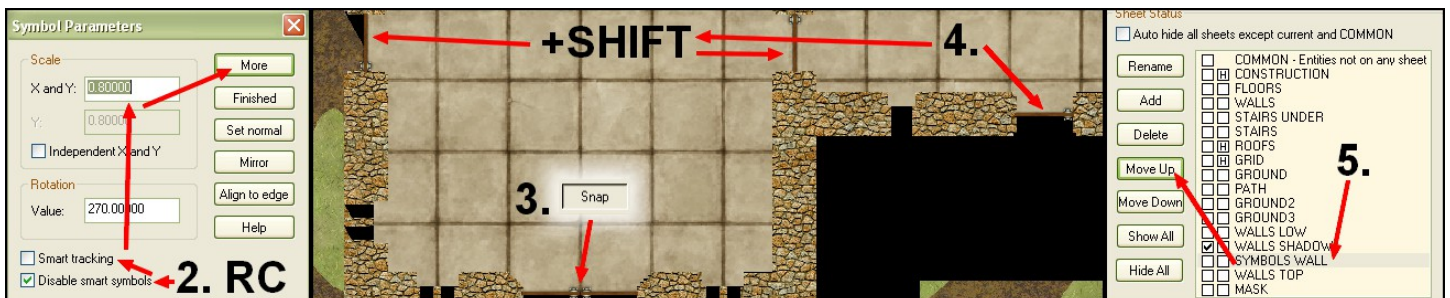 Symbol Parameters
Scale
X and Y: 0.80000
Y: 0.80000
Independent X and Y
Rotation
Value: 270.00000
Smart tracking
Disable smart symbols
More
Finished
Set normal
Mirror
Align to edge
Help
2. RC
+SHIFT
4.
3.
Snap
Sheet Status
Auto hide all sheets except current and COMMON
Rename
Add
Delete
Move Up
Move Down
Show All
Hide All
COMMON - Entities not on any sheet
H CONSTRUCTION
FLOORS
WALLS
STAIRS UNDER
STAIRS
H ROOFS
H GRID
GROUND
PATH
GROUND2
GROUND3
WALLS LOW
WALLS SHADOW
SYMBOLS WALL
WALLS TOP
MASK
5.